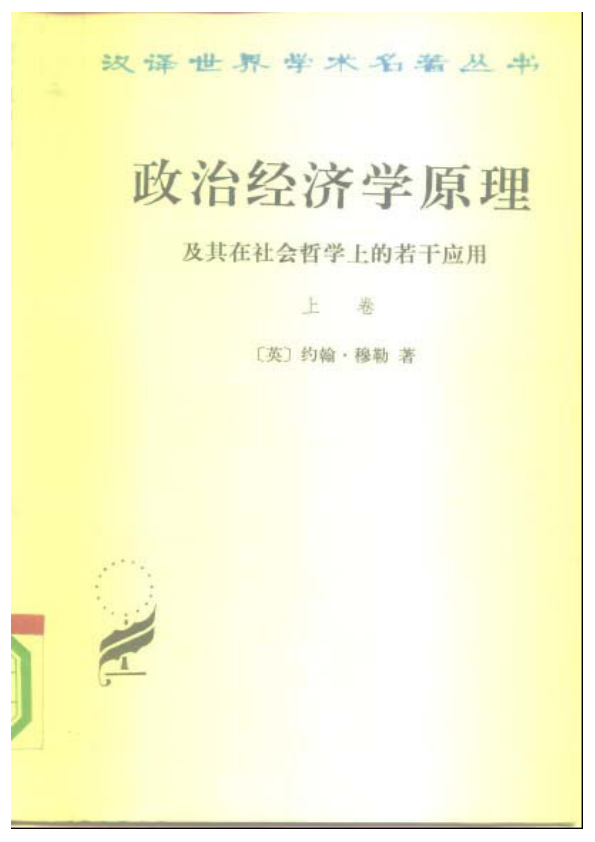 汉译世界学术名著丛书
政治经济学原理
及其在社会哲学上的若干应用
上 卷
〔英〕约翰·穆勒 著